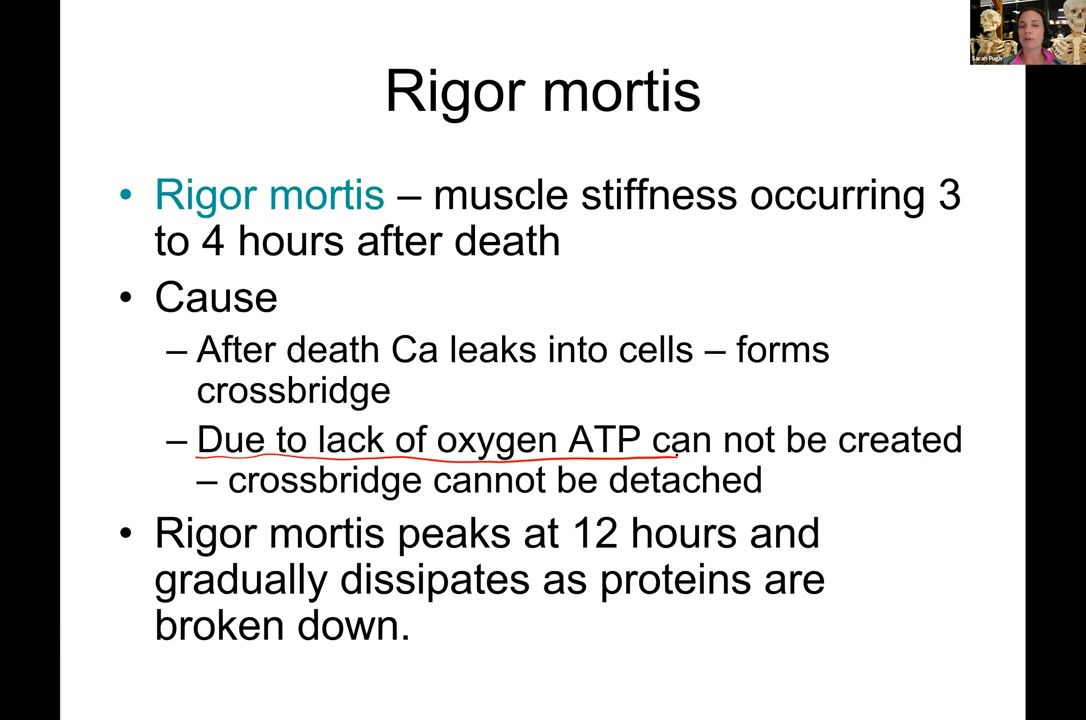 Sarah Pugh
Rigor mortis
• Rigor mortis – muscle stiffness occurring 3
to 4 hours after death
• Cause
– After death Ca leaks into cells – forms
crossbridge
– Due to lack of oxygen ATP can not be created
– crossbridge cannot be detached
• Rigor mortis peaks at 12 hours and
gradually dissipates as proteins are
broken down.